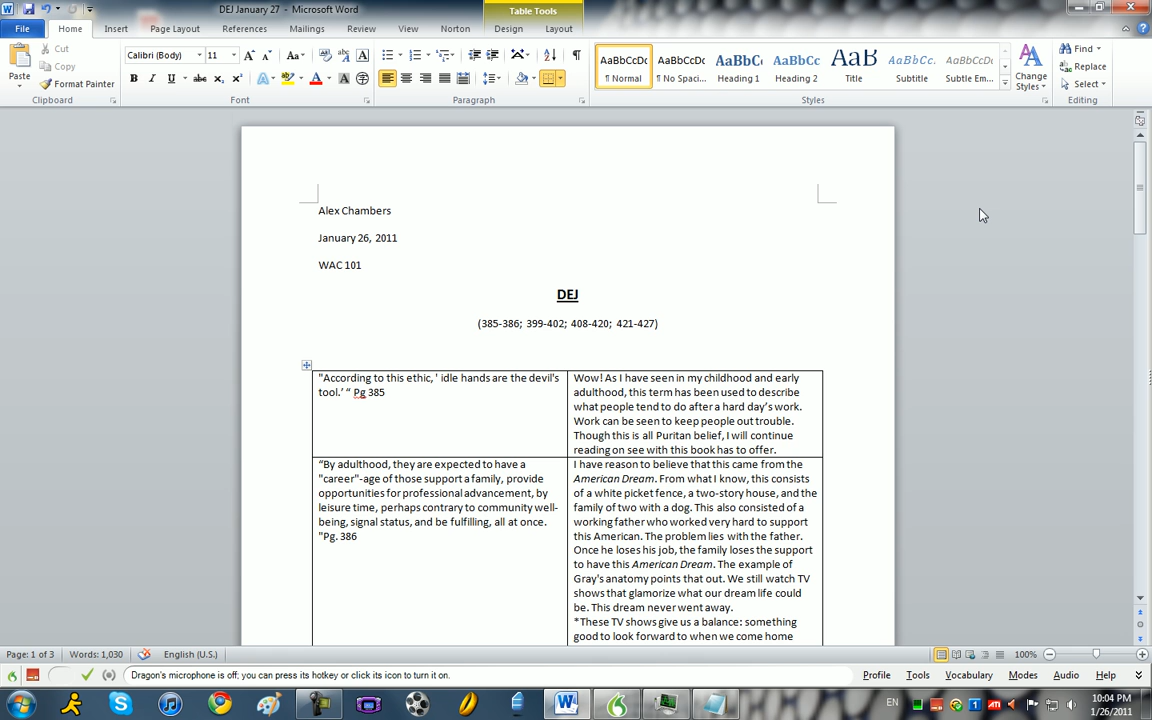 DEJ January 27 - Microsoft Word
Table Tools
File Home Insert Page Layout References Mailings Review View Norton Design Layout
Paste
Cut
Copy
Format Painter
Clipboard
Calibri (Body) 11
Font
Paragraph
AaBbCcDc AaBbCcDc AaBbC AaBbCc AaB AaBbCc. AaBbCcDc
¶ Normal ¶ No Spaci... Heading 1 Heading 2 Title Subtitle Subtle Em...
Styles
Change Styles
Find
Replace
Select
Editing
Alex Chambers
January 26, 2011
WAC 101
DEJ
(385-386; 399-402; 408-420; 421-427)
"According to this ethic, ' idle hands are the devil's
tool.' “ Pg 385
Wow! As I have seen in my childhood and early
adulthood, this term has been used to describe
what people tend to do after a hard day’s work.
Work can be seen to keep people out trouble.
Though this is all Puritan belief, I will continue
reading on see with this book has to offer.
“By adulthood, they are expected to have a
"career"-age of those support a family, provide
opportunities for professional advancement, by
leisure time, perhaps contrary to community well-
being, signal status, and be fulfilling, all at once.
"Pg. 386
I have reason to believe that this came from the
American Dream. From what I know, this consists
of a white picket fence, a two-story house, and the
family of two with a dog. This also consisted of a
working father who worked very hard to support
this American. The problem lies with the father.
Once he loses his job, the family loses the support
to have this American Dream. The example of
Gray's anatomy points that out. We still watch TV
shows that glamorize what our dream life could
be. This dream never went away.
*These TV shows give us a balance: something
good to look forward to when we come home
Page: 1 of 3 Words: 1,030 English (U.S.) 100%
Dragon's microphone is off; you can press its hotkey or click its icon to turn it on.
Profile Tools Vocabulary Modes Audio Help
EN
10:04 PM
1/26/2011